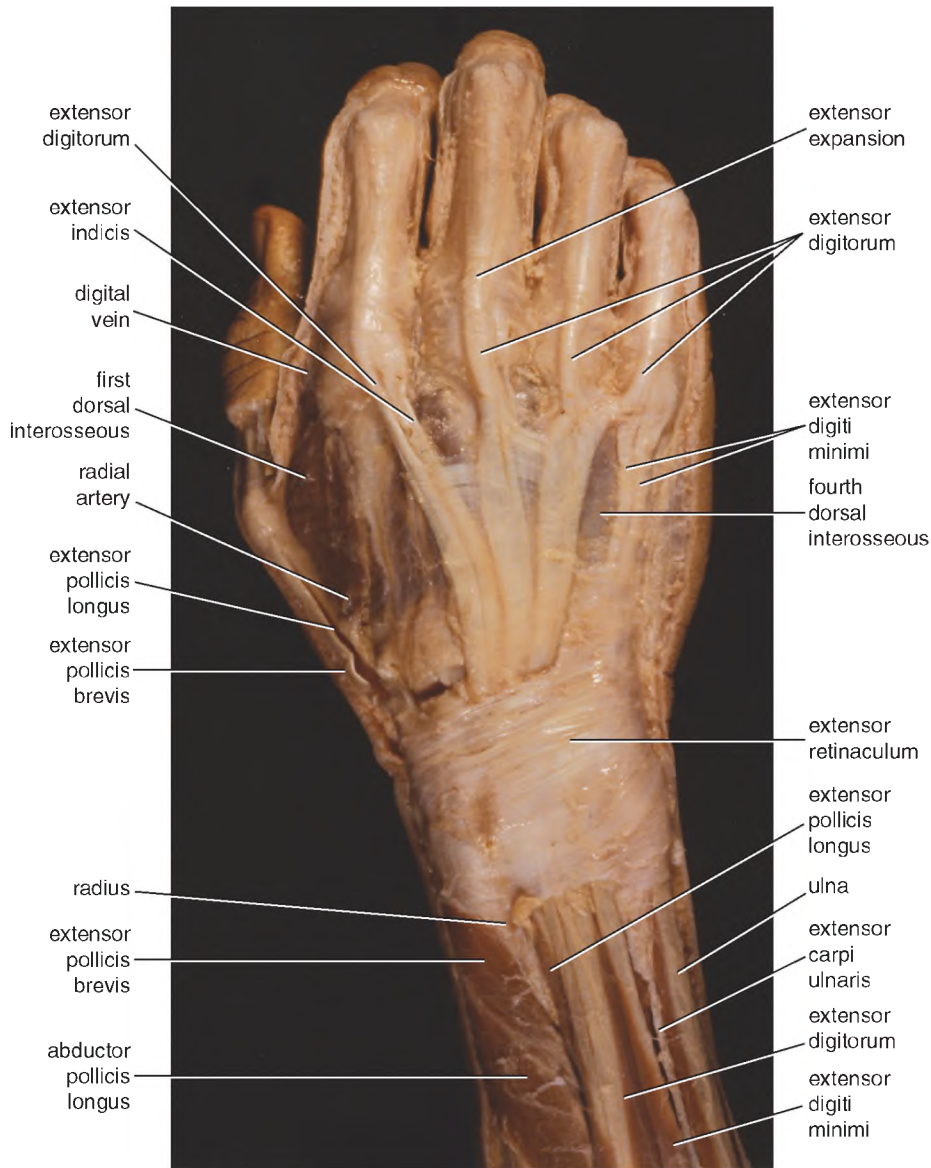 extensor
digitorum
extensor
indicis
digital
vein
first
dorsal
interosseous
radial
artery
extensor
pollicis
longus
extensor
pollicis
brevis
radius
extensor
pollicis
brevis
abductor
pollicis
longus
extensor
expansion
extensor
digitorum
extensor
digiti
minimi
fourth
dorsal
interosseous
extensor
retinaculum
extensor
pollicis
longus
ulna
extensor
carpi
ulnaris
extensor
digitorum
extensor
digiti
minimi